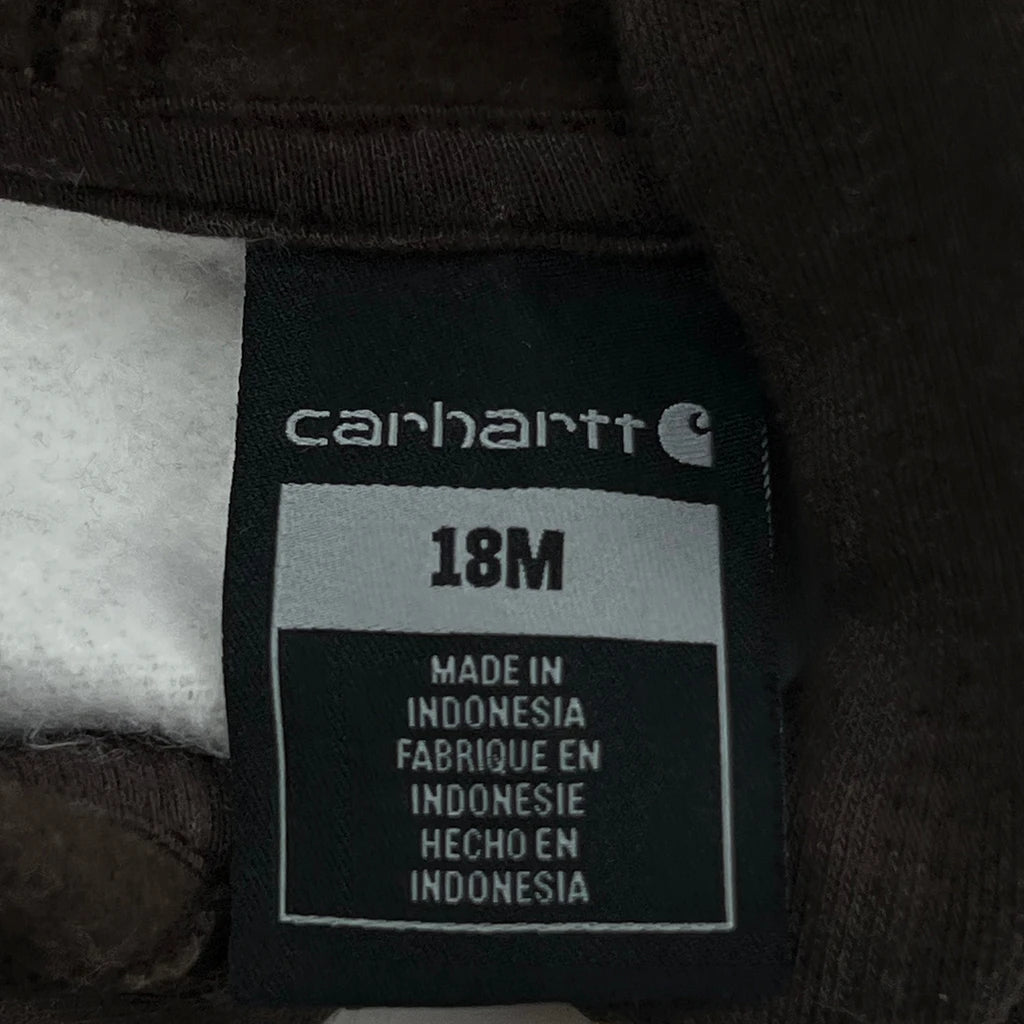 carhartt
18M
MADE IN
INDONESIA
FABRIQUE EN
INDONESIE
HECHO EN
INDONESIA